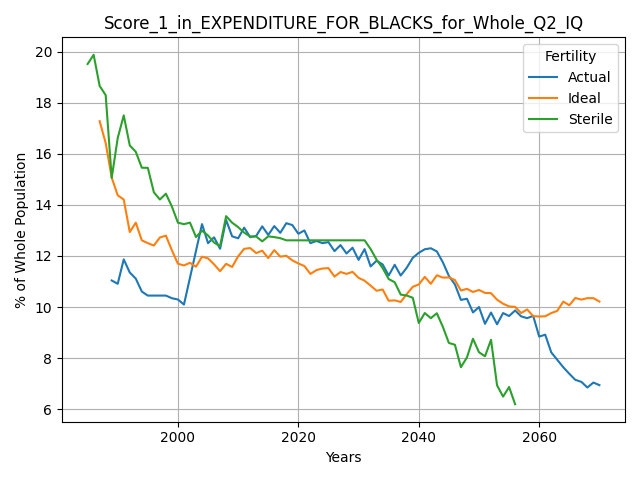 Score_1_in_EXPENDITURE_FOR_BLACKS_for_Whole_Q2_IQ
Fertility
Actual
Ideal
Sterile
% of Whole Population
20
18
16
14
12
10
8
6
2000
2020
2040
2060
Years